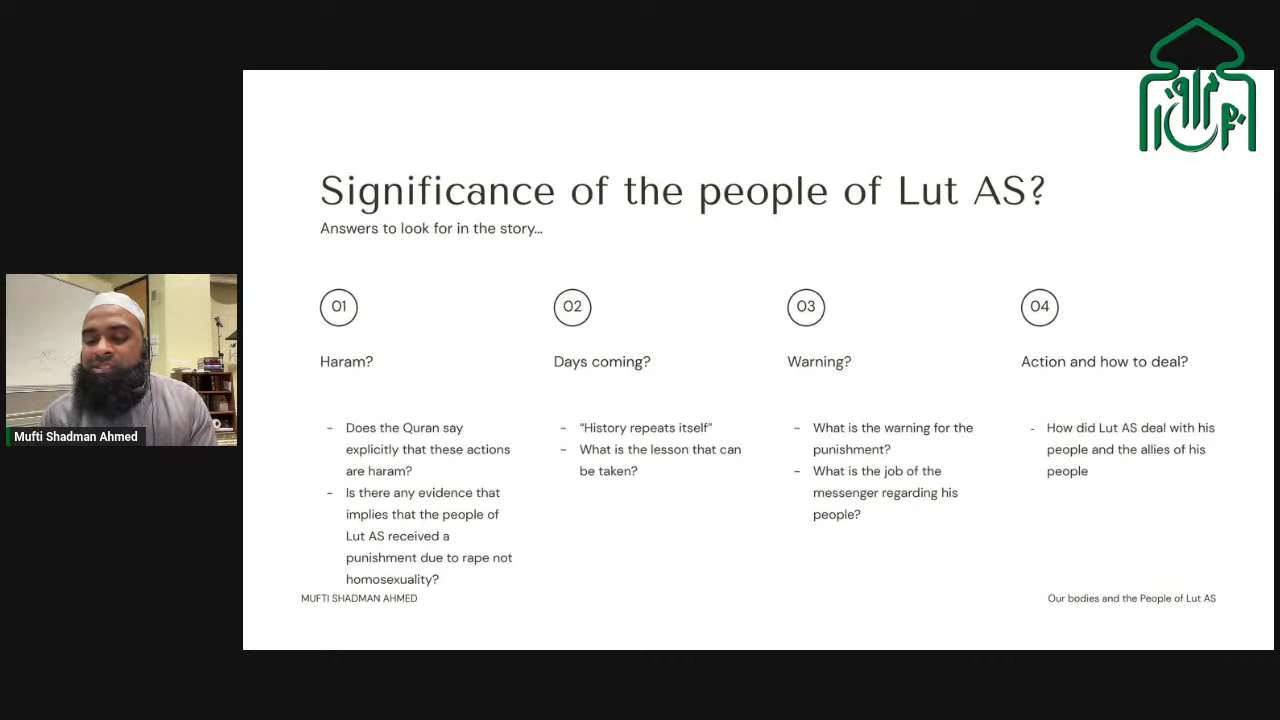 Significance of the people of Lut AS?
Answers to look for in the story...
01
Haram?
- Does the Quran say
explicitly that these actions
are haram?
- Is there any evidence that
implies that the people of
Lut AS received a
punishment due to rape not
homosexuality?
02
Days coming?
- “History repeats itself”
- What is the lesson that can
be taken?
03
Warning?
- What is the warning for the
punishment?
- What is the job of the
messenger regarding his
people?
04
Action and how to deal?
- How did Lut AS deal with his
people and the allies of his
people
MUFTI SHADMAN AHMED
Our bodies and the People of Lut AS
Mufti Shadman Ahmed